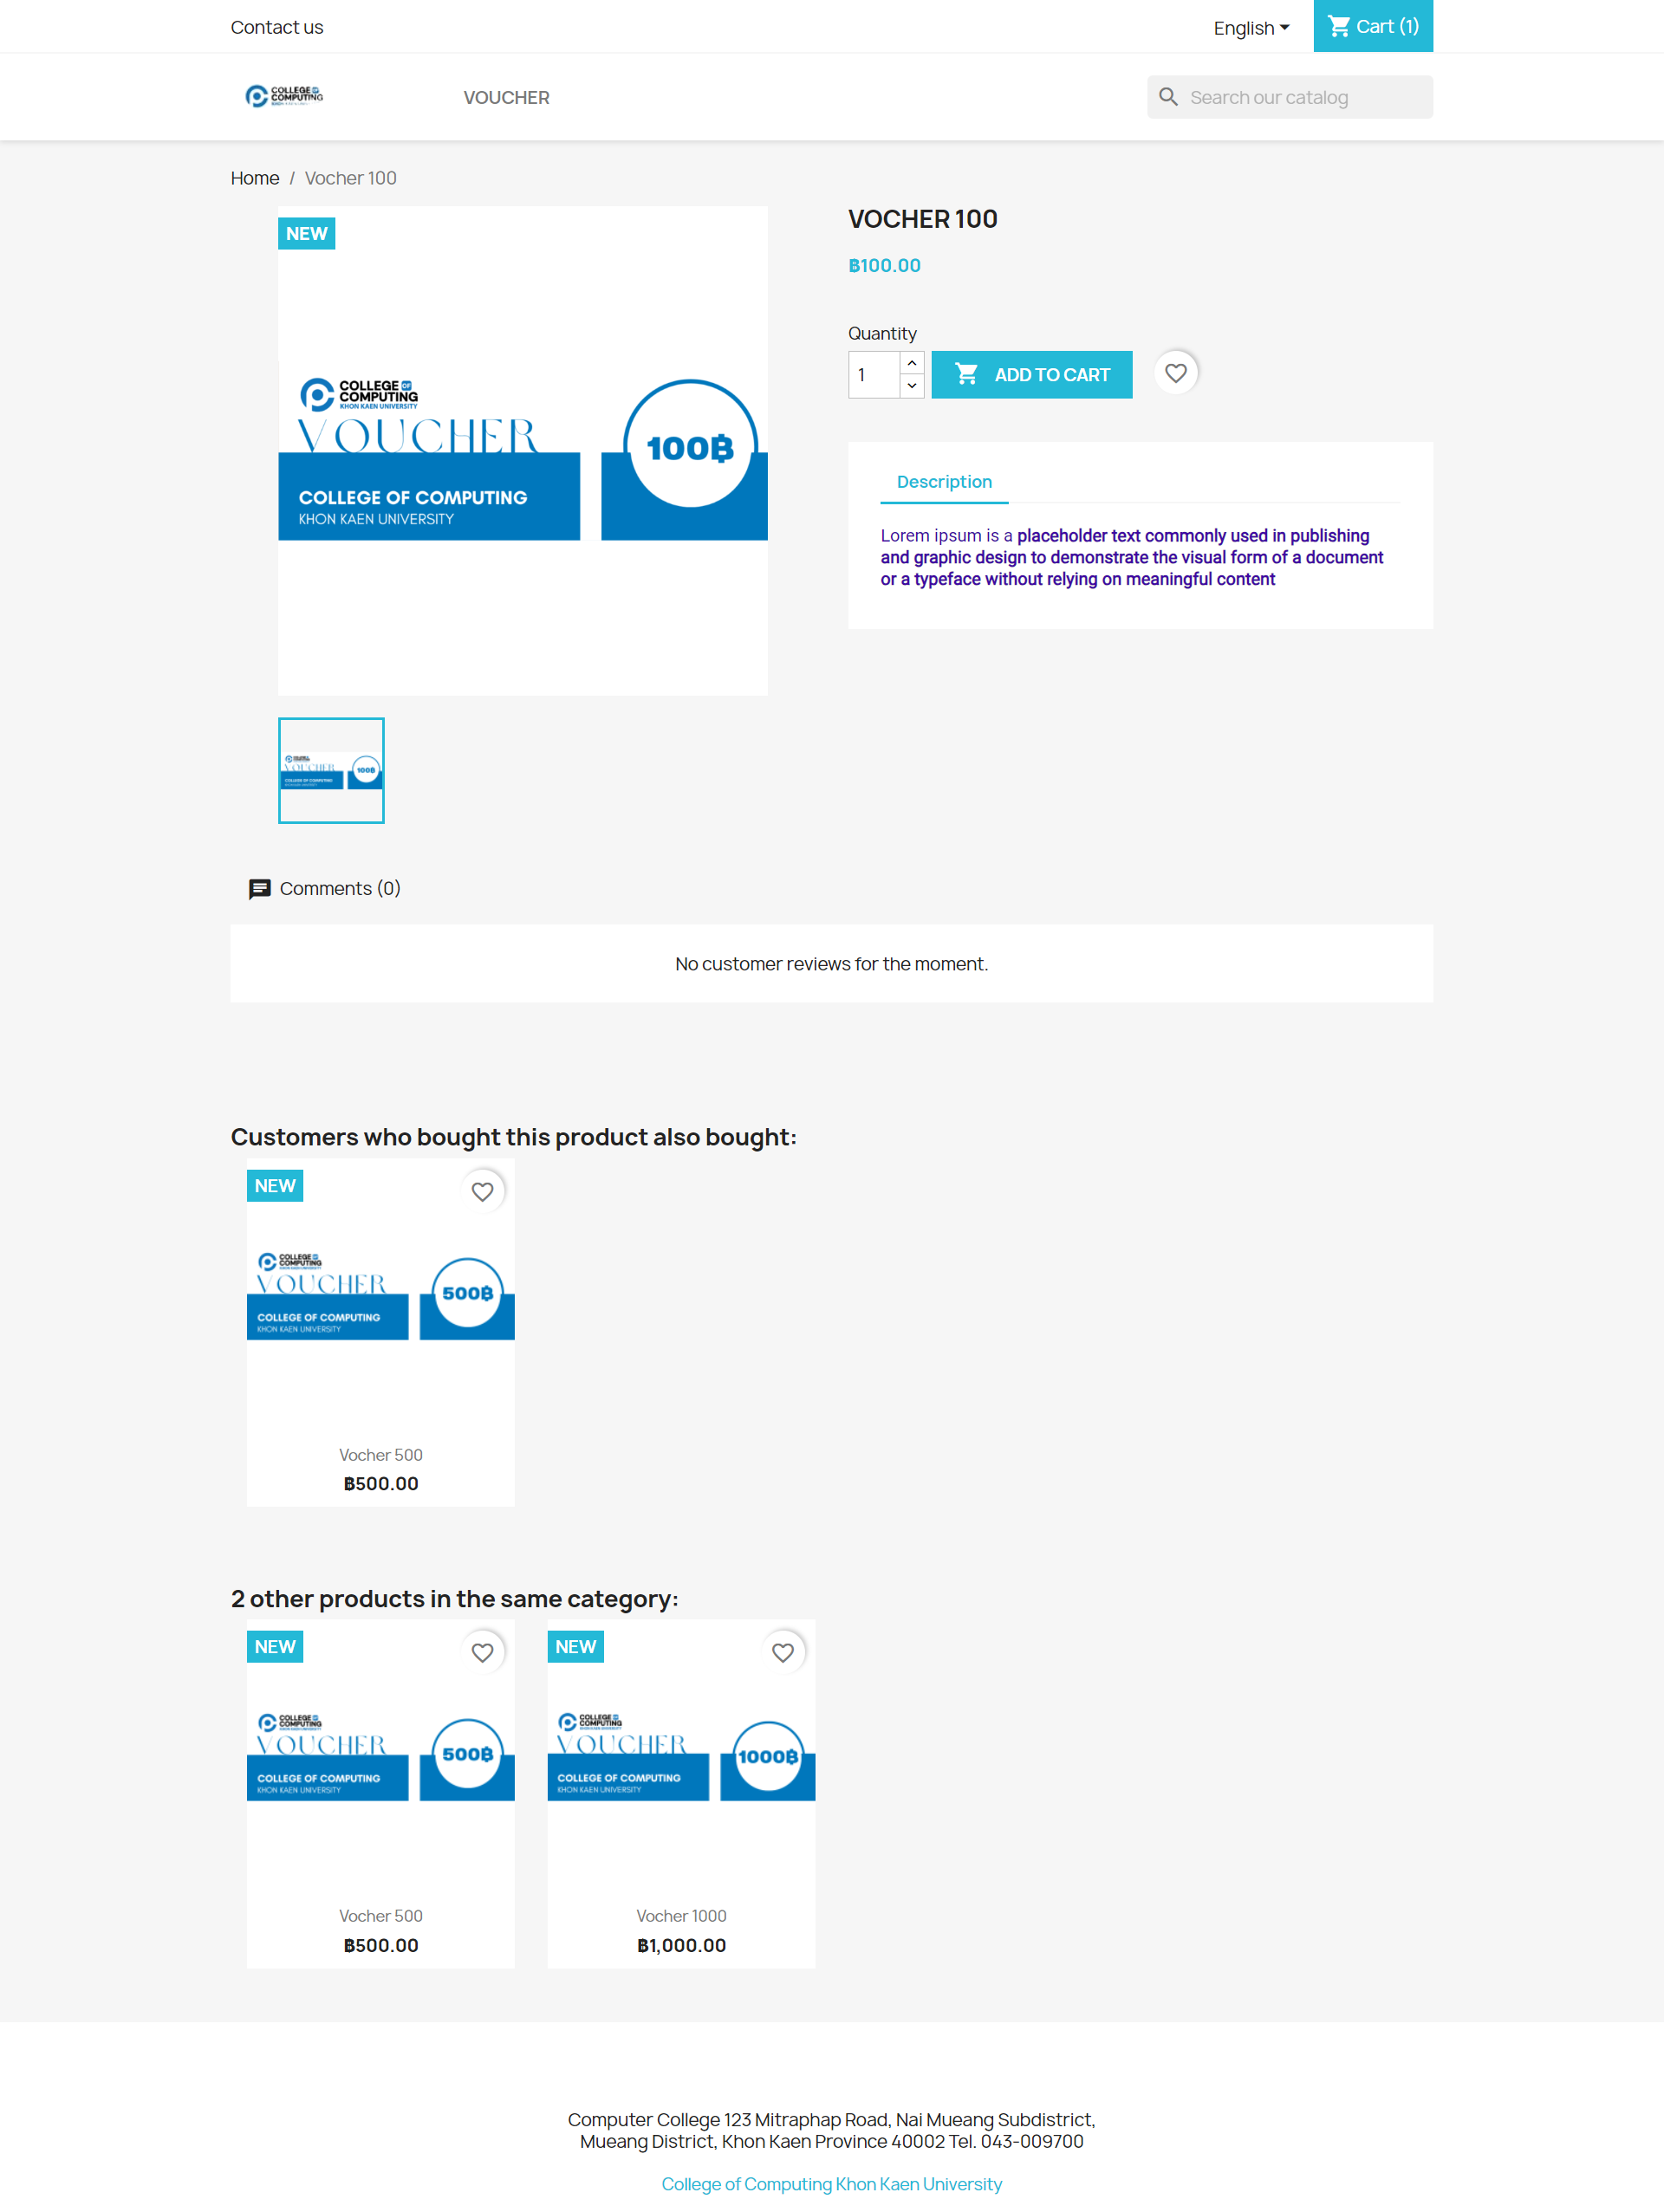 Contact us
English
Cart (1)
COLLEGE OF COMPUTING
VOUCHER
Search our catalog
Home / Vocher 100
NEW
COLLEGE OF
COMPUTING
KHON KAEN UNIVERSITY
VOUCHER
COLLEGE OF COMPUTING
KHON KAEN UNIVERSITY
100฿
VOCHER 100
฿100.00
Quantity
1
ADD TO CART
Description
Lorem ipsum is a placeholder text commonly used in publishing
and graphic design to demonstrate the visual form of a document
or a typeface without relying on meaningful content
VOUCHER
COLLEGE OF COMPUTING
100฿
Comments (0)
No customer reviews for the moment.
Customers who bought this product also bought:
NEW
COLLEGE OF
COMPUTING
VOUCHER
COLLEGE OF COMPUTING
KHON KAEN UNIVERSITY
500฿
Vocher 500
฿500.00
2 other products in the same category:
NEW
COLLEGE OF
COMPUTING
VOUCHER
COLLEGE OF COMPUTING
KHON KAEN UNIVERSITY
500฿
Vocher 500
฿500.00
NEW
COLLEGE OF
COMPUTING
VOUCHER
COLLEGE OF COMPUTING
KHON KAEN UNIVERSITY
1000฿
Vocher 1000
฿1,000.00
Computer College 123 Mitraphap Road, Nai Mueang Subdistrict,
Mueang District, Khon Kaen Province 40002 Tel. 043-009700
College of Computing Khon Kaen University